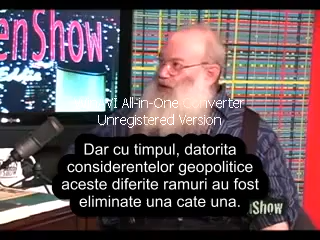 enShow
VI All-in-One Converter
Unregistered Version
Dar cu timpul, datorita
considerentelor geopolitice
aceste diferite ramuri au fost
eliminate una cate una.
Show